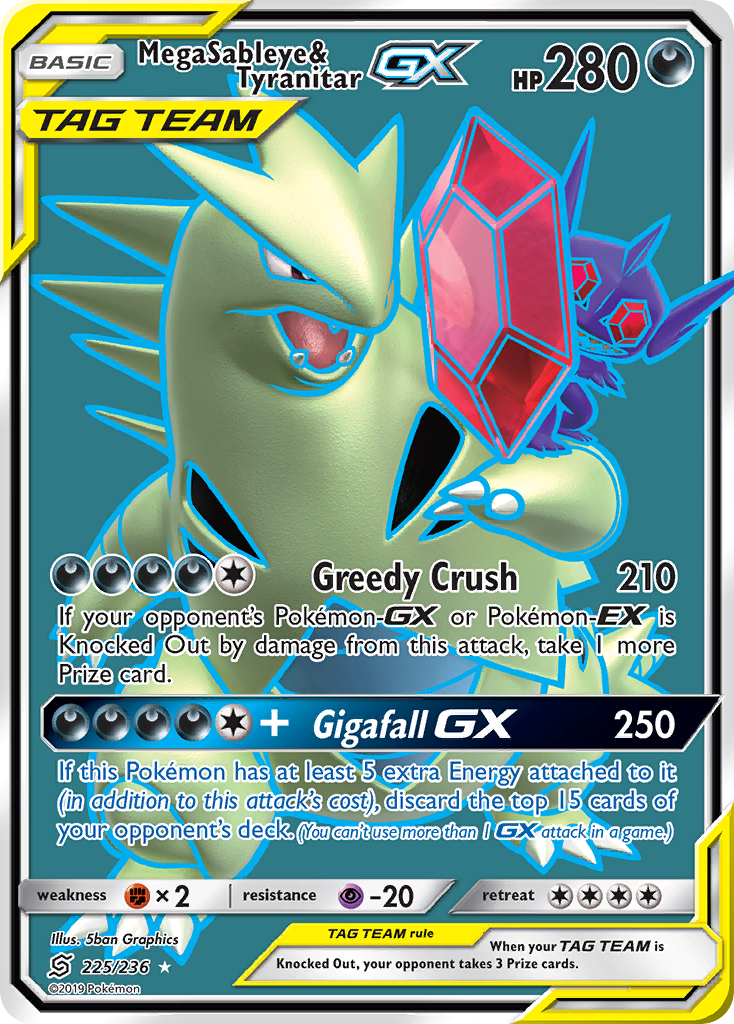 BASIC
MegaSableye&
Tyranitar GX
HP280
TAG TEAM
Greedy Crush 210
If your opponent's Pokémon-GX or Pokémon-EX is
Knocked Out by damage from this attack, take 1 more
Prize card.
+ Gigafall GX 250
If this Pokémon has at least 5 extra Energy attached to it
(in addition to this attack's cost), discard the top 15 cards of
your opponent's deck. (You can't use more than 1 GX attack in a game.)
weakness ×2 resistance -20 retreat
Illus. 5ban Graphics
225/236
©2019 Pokémon
TAG TEAM rule
When your TAG TEAM is
Knocked Out, your opponent takes 3 Prize cards.